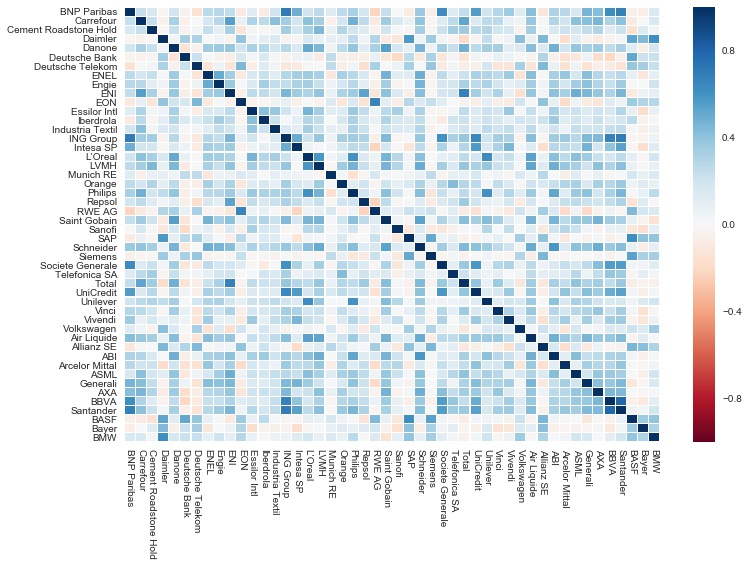 BNP Paribas
Carrefour
Cement Roadstone Hold
Daimler
Danone
Deutsche Bank
Deutsche Telekom
ENEL
Engie
ENI
EON
Essilor Intl
Iberdrola
Industria Textil
ING Group
Intesa SP
L'Oreal
LVMH
Munich RE
Orange
Philips
Repsol
RWE AG
Saint Gobain
Sanofi
SAP
Schneider
Siemens
Societe Generale
Telefonica SA
Total
UniCredit
Unilever
Vinci
Vivendi
Volkswagen
Air Liquide
Allianz SE
ABI
Arcelor Mittal
ASML
Generali
AXA
BBVA
Santander
BASF
Bayer
BMW
BNP Paribas
Carrefour
Cement Roadstone Hold
Daimler
Danone
Deutsche Bank
Deutsche Telekom
ENEL
Engie
ENI
EON
Essilor Intl
Iberdrola
Industria Textil
ING Group
Intesa SP
L'Oreal
LVMH
Munich RE
Orange
Philips
Repsol
RWE AG
Saint Gobain
Sanofi
SAP
Schneider
Siemens
Societe Generale
Telefonica SA
Total
UniCredit
Unilever
Vinci
Vivendi
Volkswagen
Air Liquide
Allianz SE
ABI
Arcelor Mittal
ASML
Generali
AXA
BBVA
Santander
BASF
Bayer
BMW
0.8
0.4
0.0
−0.4
−0.8